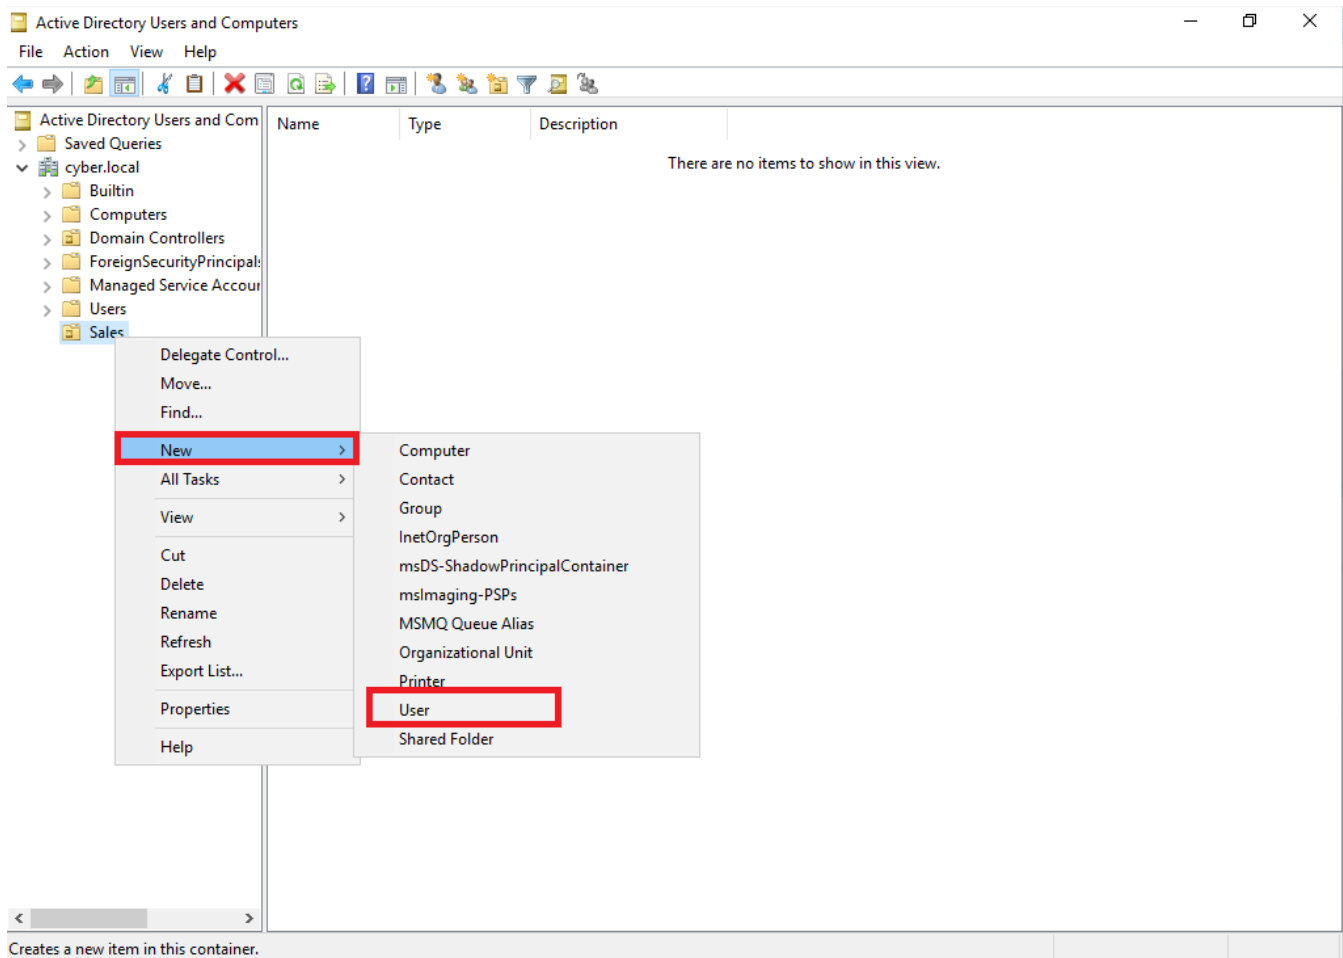 Active Directory Users and Computers
File Action View Help
Active Directory Users and Com
Name Type Description
Saved Queries
There are no items to show in this view.
cyber.local
Builtin
Computers
Domain Controllers
ForeignSecurityPrincipals
Managed Service Accour
Users
Sales
Delegate Control...
Move...
Find...
New
All Tasks
View
Cut
Delete
Rename
Refresh
Export List...
Properties
Help
Computer
Contact
Group
InetOrgPerson
msDS-ShadowPrincipalContainer
msImaging-PSPs
MSMQ Queue Alias
Organizational Unit
Printer
User
Shared Folder
Creates a new item in this container.